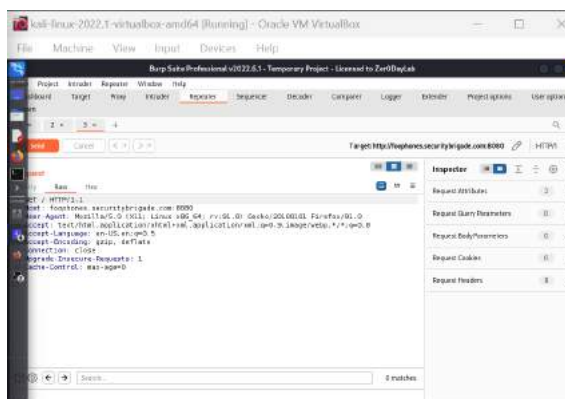 kali-linux-2022.1-virtualbox-amd64 [Running] - Oracle VM VirtualBox
File Machine View Input Devices Help
Burp Suite Professional v2022.6.1 - Temporary Project - Licensed to Zer0DayLab
Project Intruder Repeater Window Help
Target Proxy Intruder Repeater Sequencer Decoder Comparer Logger Extender Project options User option
2 × 3 × +
Send Cancel < > Target: http://foophones.securitybrigade.com:8080 HTTP/1
Inspector
Raw Hex
Request Attributes 2
GET / HTTP/1.1
Host: foophones.securitybrigade.com:8080
User-Agent: Mozilla/5.0 (X11; Linux x86_64; rv:91.0) Gecko/20100101 Firefox/91.0
Accept: text/html,application/xhtml+xml,application/xml;q=0.9,image/webp,*/*;q=0.8
Accept-Language: en-US,en;q=0.5
Accept-Encoding: gzip, deflate
Connection: close
Upgrade-Insecure-Requests: 1
Cache-Control: max-age=0
Request Query Parameters 0
Request Body Parameters 0
Request Cookies 0
Request Headers 8
Search... 0 matches